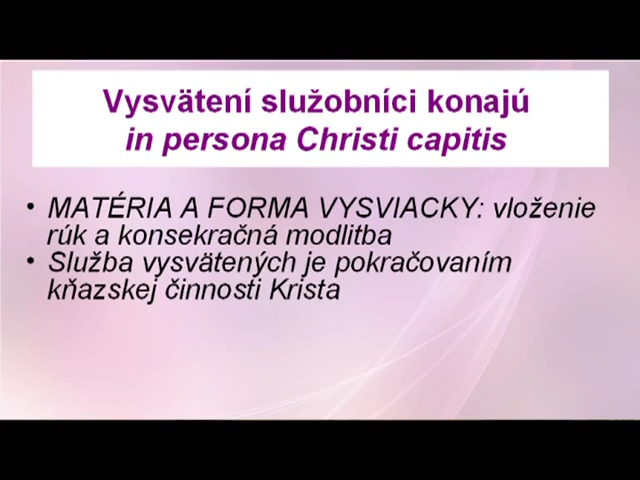 Vysvätení služobníci konajú
in persona Christi capitis
• MATÉRIA A FORMA VYSVIACKY: vloženie
rúk a konsekračná modlitba
• Služba vysvätených je pokračovaním
kňazskej činnosti Krista